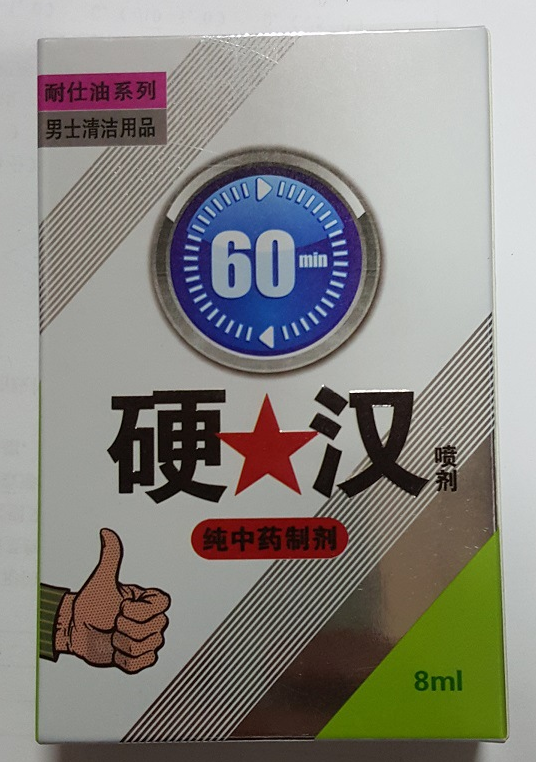 耐仕油系列
男士清洁用品
60 min
硬★汉
喷剂
纯中药制剂
8ml